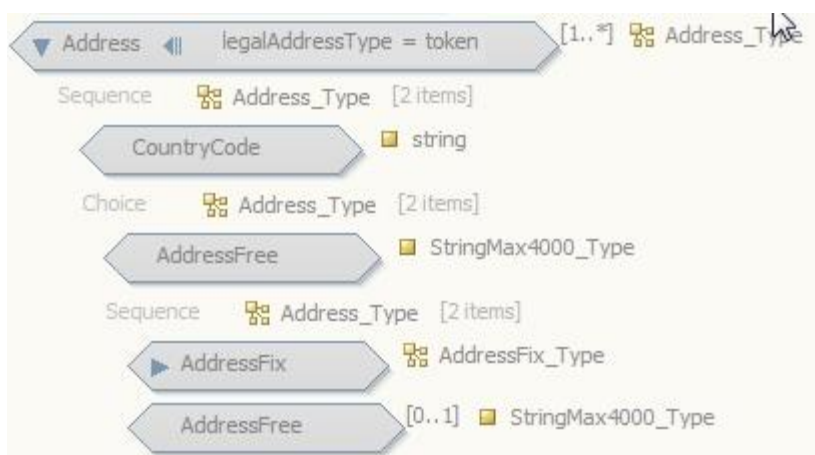 Address legalAddressType = token [1..*] Address_Type
Sequence Address_Type [2 items]
CountryCode string
Choice Address_Type [2 items]
AddressFree StringMax4000_Type
Sequence Address_Type [2 items]
AddressFix AddressFix_Type
AddressFree [0..1] StringMax4000_Type